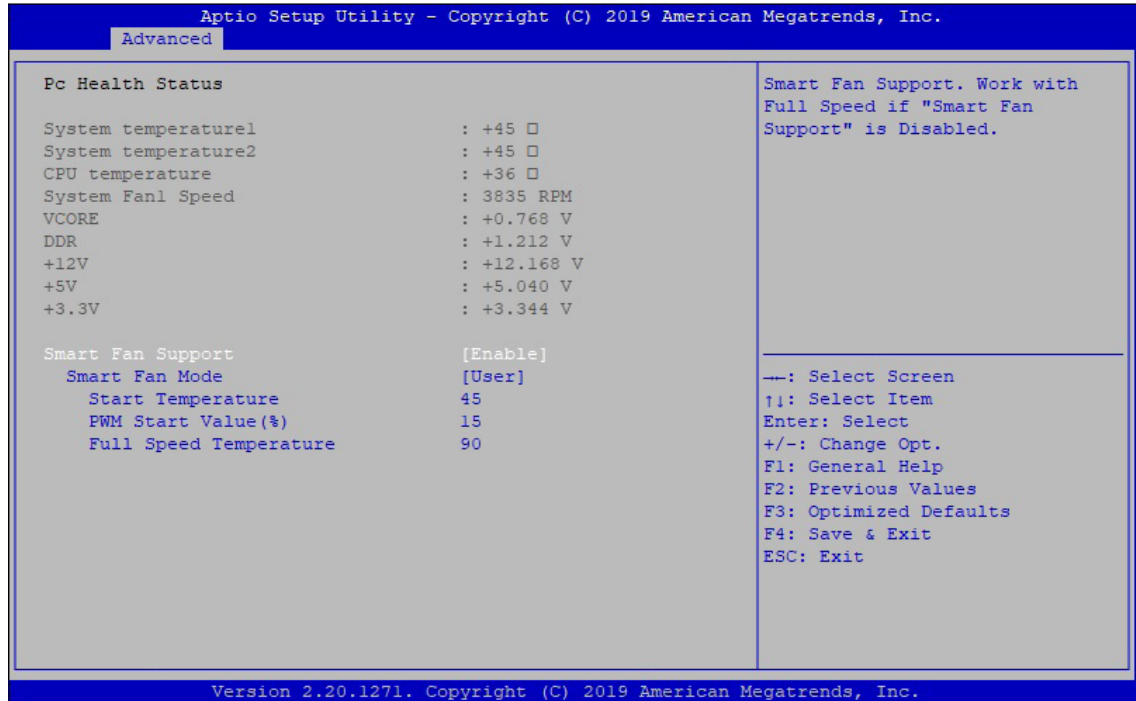 Aptio Setup Utility - Copyright (C) 2019 American Megatrends, Inc.
Advanced
Pc Health Status
System temperature1 : +45 □
System temperature2 : +45 □
CPU temperature : +36 □
System Fan1 Speed : 3835 RPM
VCORE : +0.768 V
DDR : +1.212 V
+12V : +12.168 V
+5V : +5.040 V
+3.3V : +3.344 V
Smart Fan Support [Enable]
Smart Fan Mode [User]
Start Temperature 45
PWM Start Value(%) 15
Full Speed Temperature 90
Smart Fan Support. Work with
Full Speed if "Smart Fan
Support" is Disabled.
→←: Select Screen
↑↓: Select Item
Enter: Select
+/-: Change Opt.
F1: General Help
F2: Previous Values
F3: Optimized Defaults
F4: Save & Exit
ESC: Exit
Version 2.20.1271. Copyright (C) 2019 American Megatrends, Inc.